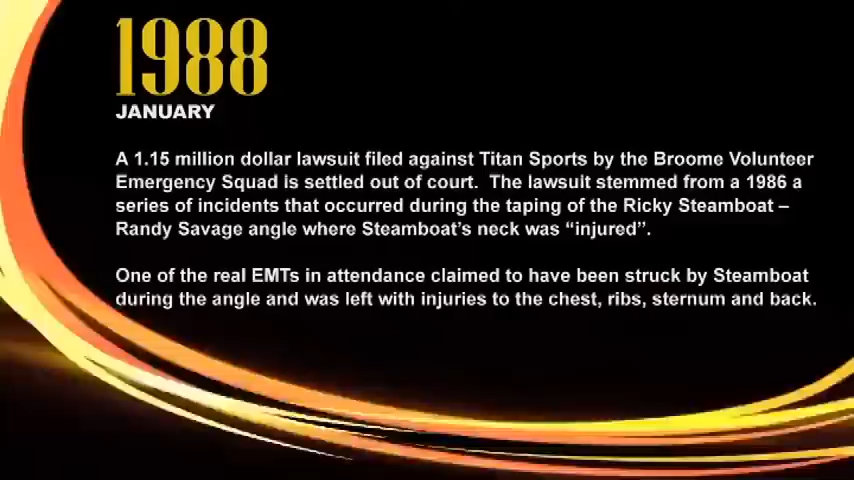 1988
JANUARY
A 1.15 million dollar lawsuit filed against Titan Sports by the Broome Volunteer
Emergency Squad is settled out of court.  The lawsuit stemmed from a 1986 a
series of incidents that occurred during the taping of the Ricky Steamboat –
Randy Savage angle where Steamboat's neck was “injured”.
One of the real EMTs in attendance claimed to have been struck by Steamboat
during the angle and was left with injuries to the chest, ribs, sternum and back.